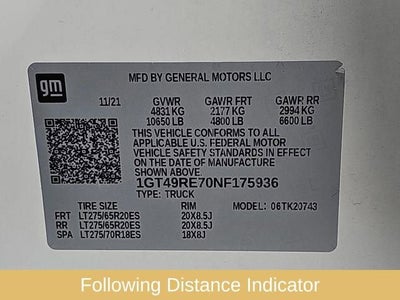 gm
MFD BY GENERAL MOTORS LLC
11/21 GVWR GAWR FRT GAWR RR
4831 KG 2177 KG 2994 KG
10650 LB 4800 LB 6600 LB
THIS VEHICLE CONFORMS TO ALL
APPLICABLE U.S. FEDERAL MOTOR
VEHICLE SAFETY STANDARDS IN
EFFECT ON THE DATE OF MANUFACTURE
SHOWN ABOVE.
1GT49RE70NF175936
TYPE: TRUCK
TIRE SIZE RIM MODEL: 06TK20743
FRT LT275/65R20ES 20X8.5J
RR LT275/65R20ES 20X8.5J
SPA LT275/70R18ES 18X8J
Following Distance Indicator